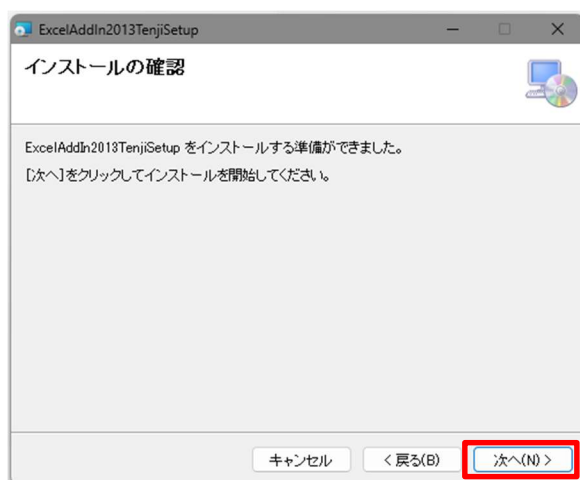 ExcelAddIn2013TenjiSetup
インストールの確認
ExcelAddIn2013TenjiSetup をインストールする準備ができました。
[次へ]をクリックしてインストールを開始してください。
キャンセル
< 戻る(B)
次へ(N) >